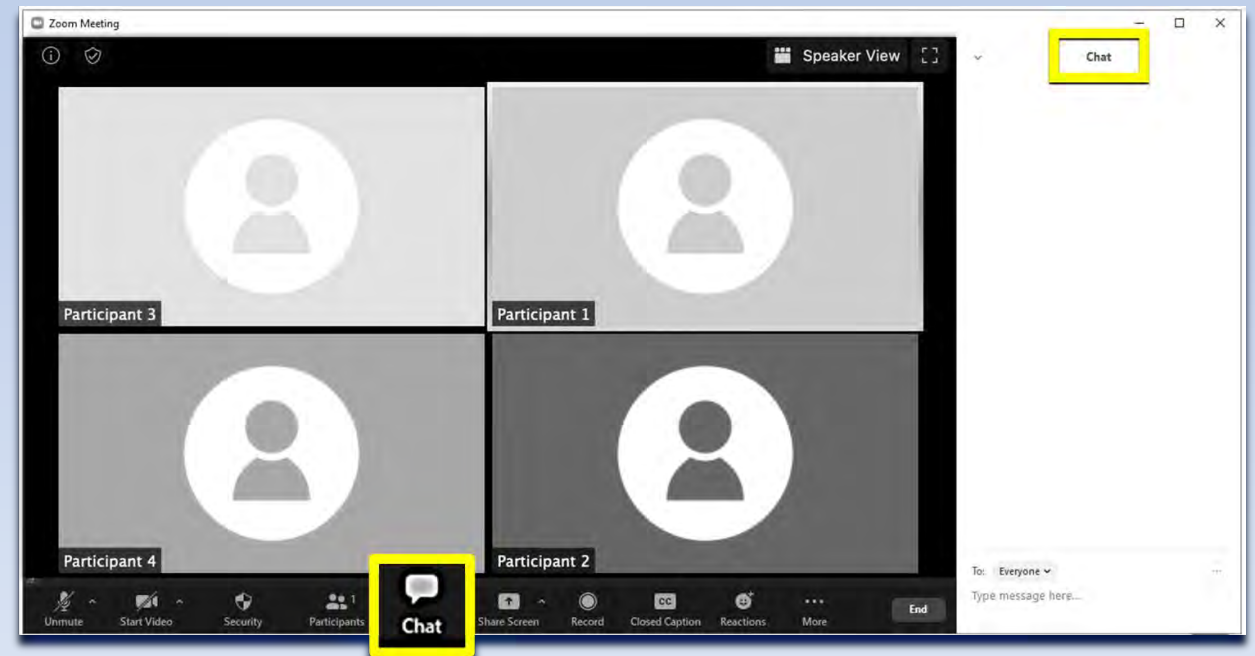 Zoom Meeting
Speaker View
Chat
Participant 3
Participant 1
Participant 4
Participant 2
To: Everyone
Type message here...
1
Unmute Start Video Security Participants Chat Share Screen Record CC Closed Caption Reactions More End